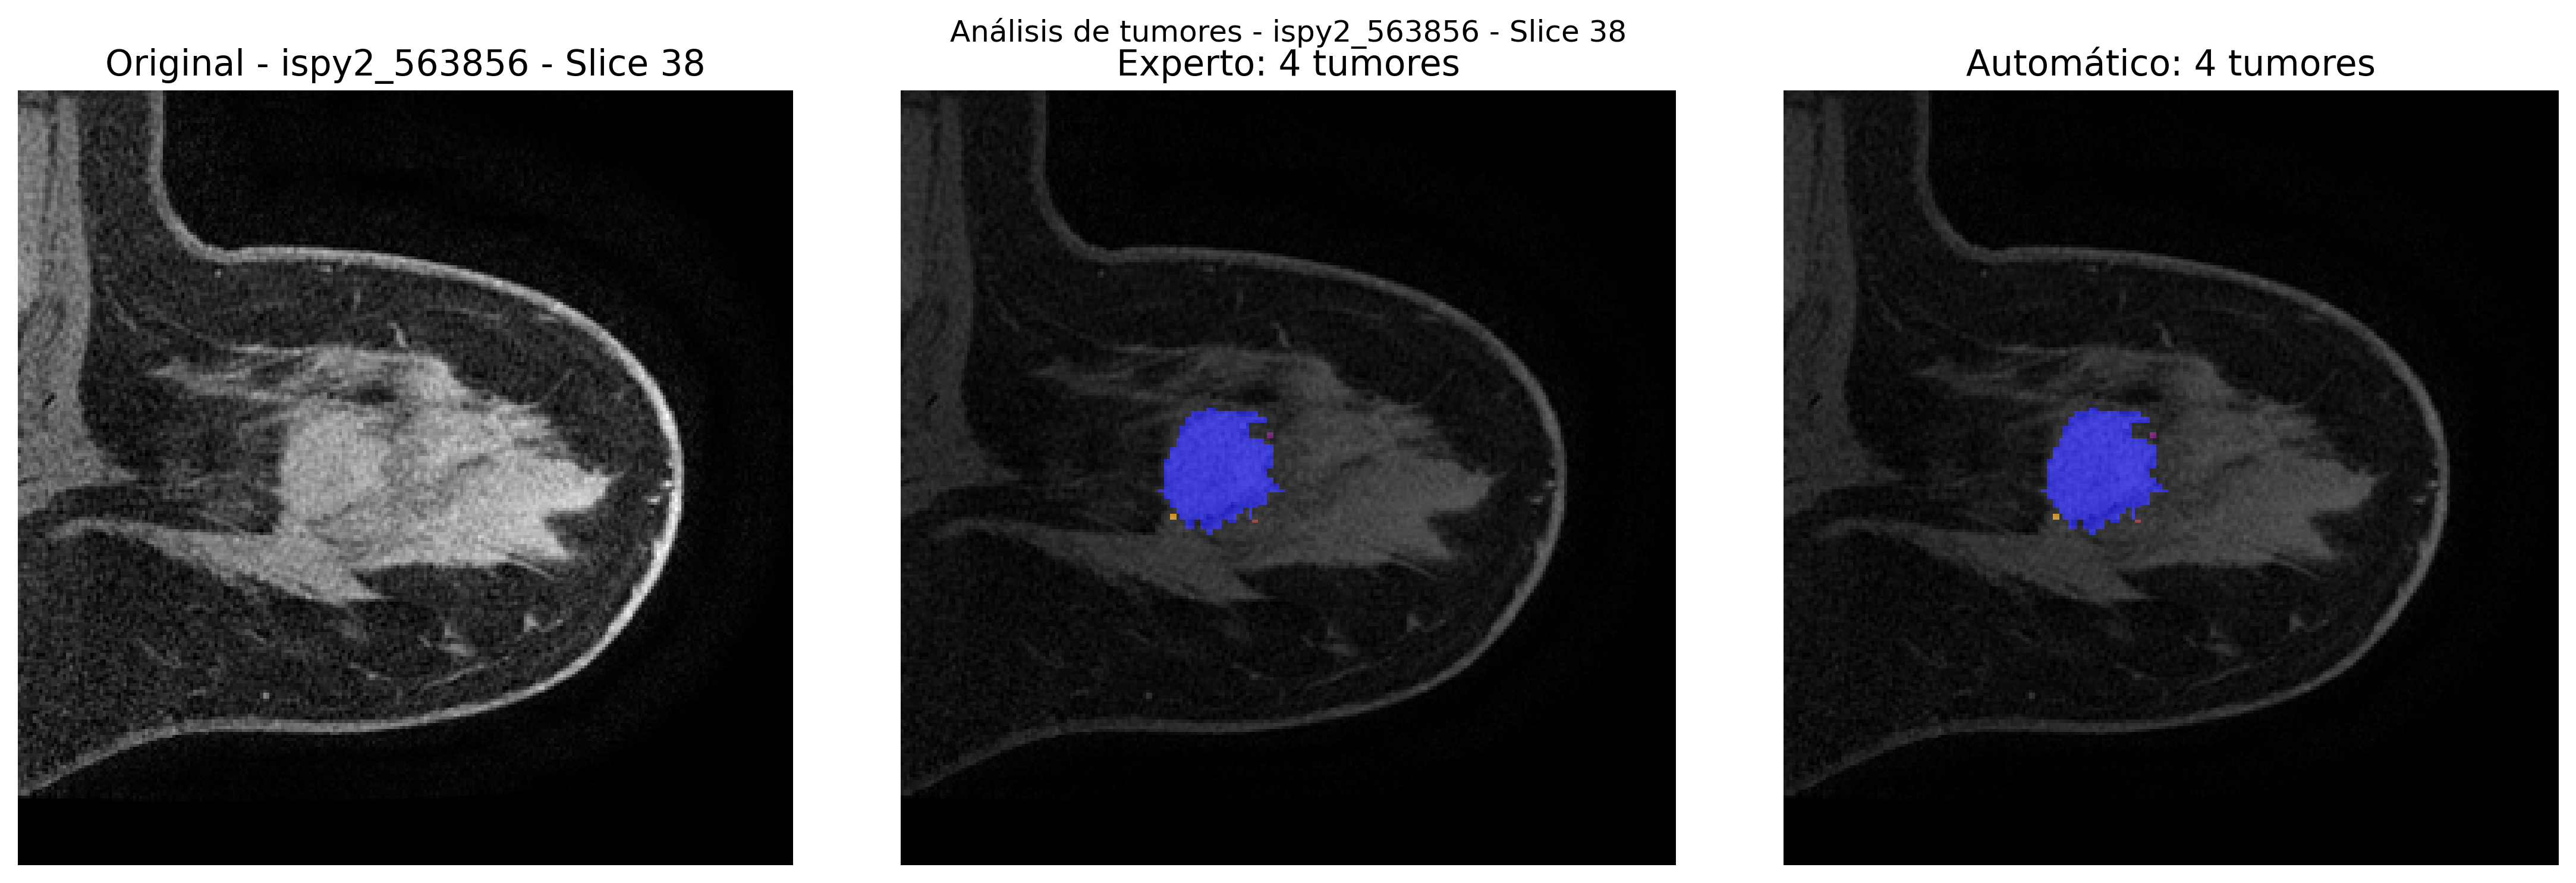 Análisis de tumores - ispy2_563856 - Slice 38
Original - ispy2_563856 - Slice 38
Experto: 4 tumores
Automático: 4 tumores